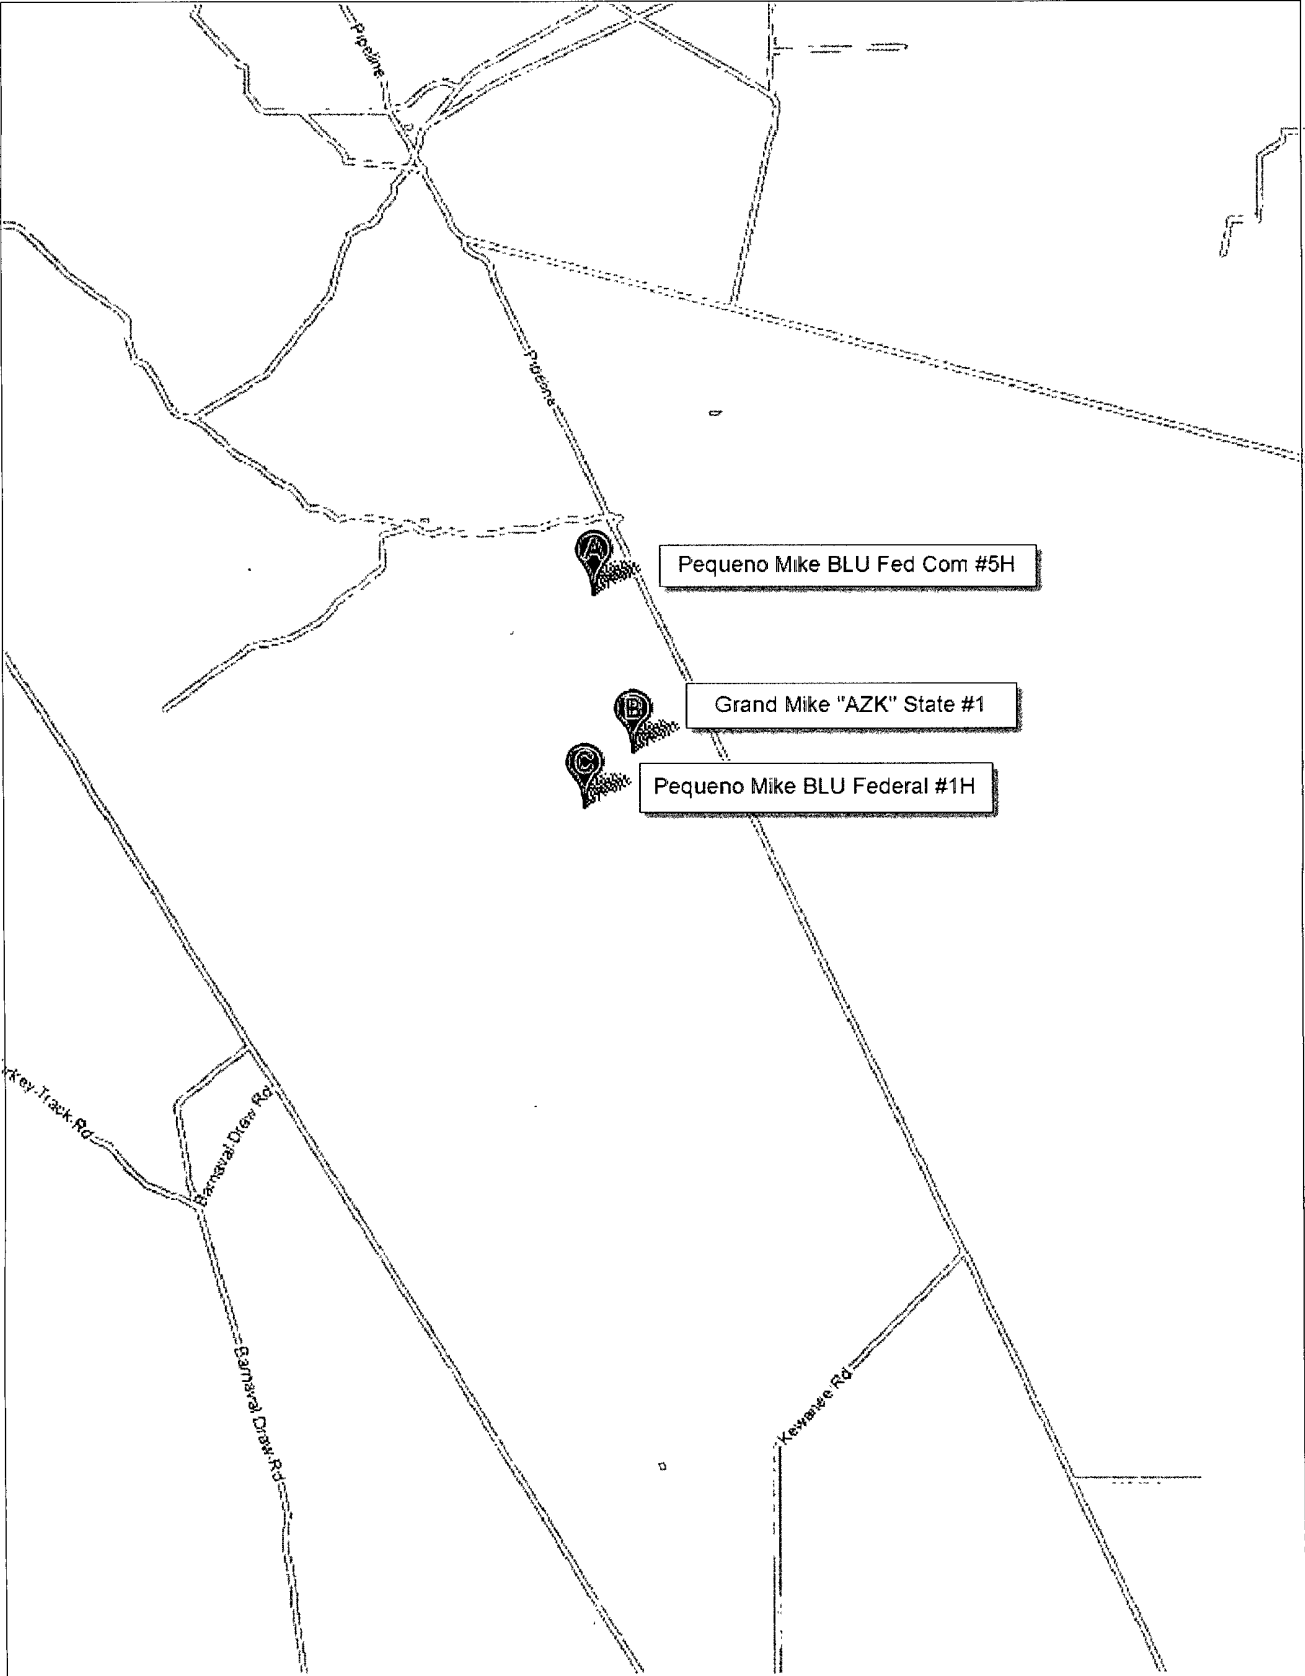 Pipeline
Pipeline
A
Pequeno Mike BLU Fed Com #5H
B
Grand Mike "AZK" State #1
C
Pequeno Mike BLU Federal #1H
rkey Track Rd
Barnaval Draw Rd
Barnaval Draw Rd
Kewanee Rd